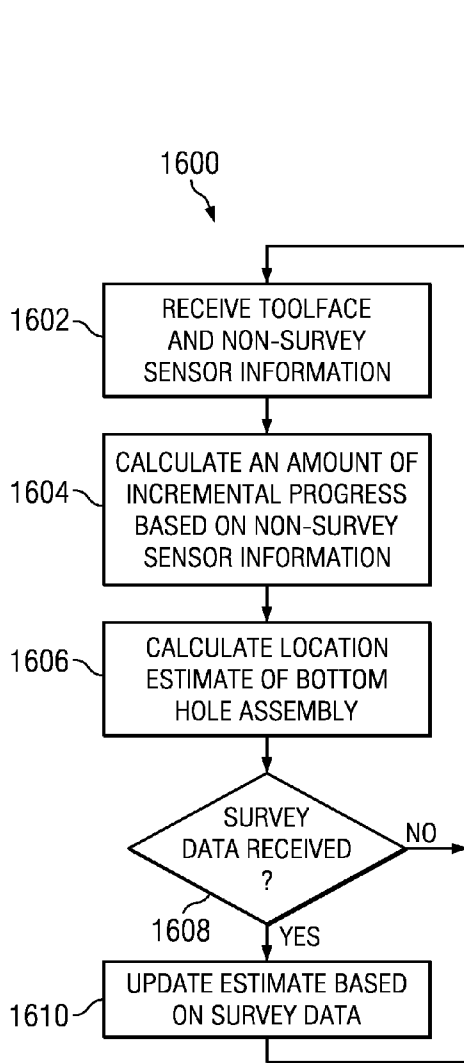 1600
1602
RECEIVE TOOLFACE
AND NON-SURVEY
SENSOR INFORMATION
1604
CALCULATE AN AMOUNT OF
INCREMENTAL PROGRESS
BASED ON NON-SURVEY
SENSOR INFORMATION
1606
CALCULATE LOCATION
ESTIMATE OF BOTTOM
HOLE ASSEMBLY
SURVEY
DATA RECEIVED
?
NO
1608
YES
1610
UPDATE ESTIMATE BASED
ON SURVEY DATA